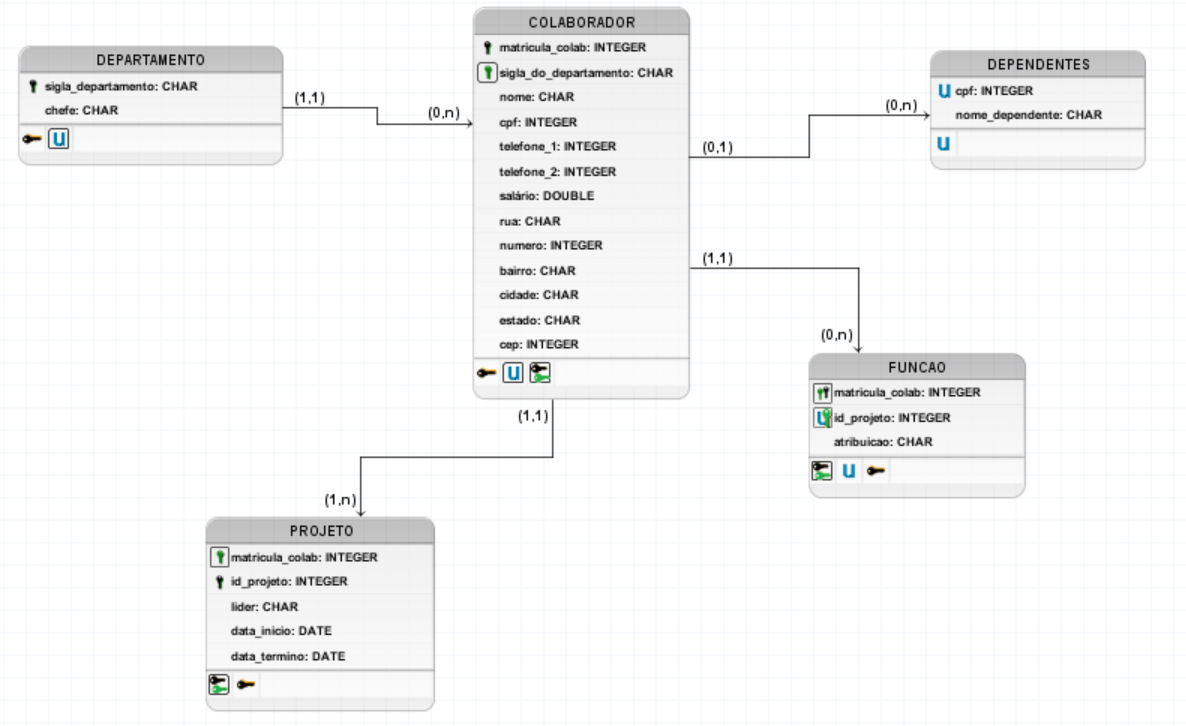 DEPARTAMENTO
sigla_departamento: CHAR
chefe: CHAR
U
(1,1)
(0,n)
COLABORADOR
matricula_colab: INTEGER
sigla_do_departamento: CHAR
nome: CHAR
cpf: INTEGER
telefone_1: INTEGER
telefone_2: INTEGER
salário: DOUBLE
rua: CHAR
numero: INTEGER
bairro: CHAR
cidade: CHAR
estado: CHAR
cep: INTEGER
U
(0,1)
(0,n)
DEPENDENTES
U cpf: INTEGER
nome_dependente: CHAR
U
(1,1)
(0,n)
FUNCAO
matricula_colab: INTEGER
U id_projeto: INTEGER
atribuicao: CHAR
U
(1,1)
(1,n)
PROJETO
matricula_colab: INTEGER
id_projeto: INTEGER
lider: CHAR
data_inicio: DATE
data_termino: DATE